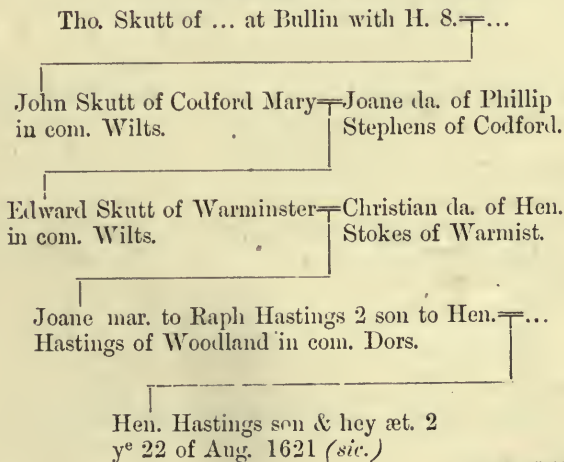 Tho. Skutt of ... at Bullin with H. 8.=...
John Skutt of Codford Mary=Joane da. of Phillip
in com. Wilts. Stephens of Codford.
Edward Skutt of Warminster=Christian da. of Hen.
in com. Wilts. Stokes of Warmist.
Joane mar. to Raph Hastings 2 son to Hen.=...
Hastings of Woodland in com. Dors.
Hen. Hastings son & hey æt. 2
yᵉ 22 of Aug. 1621 (sic.)